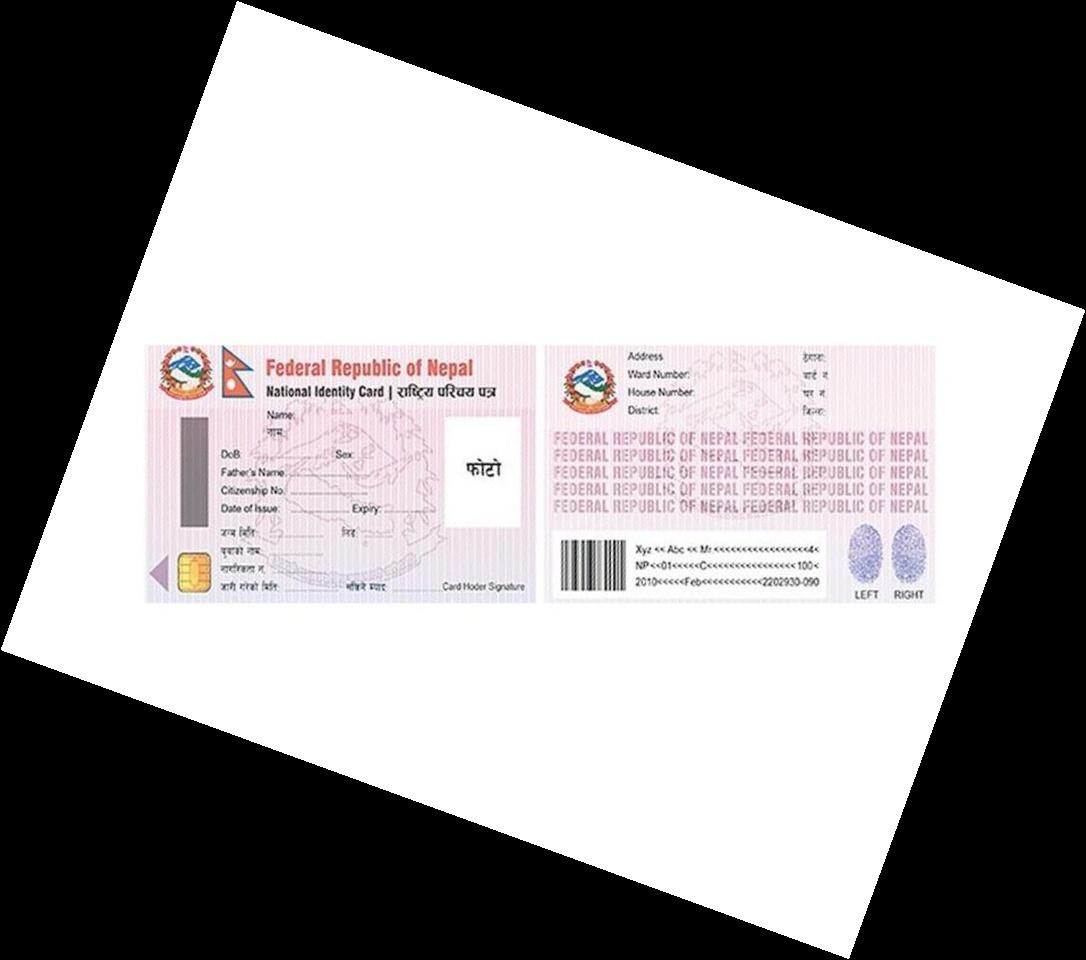 Federal Republic of Nepal
National Identity Card | राष्ट्रिय परिचय पत्र
Name:
नाम:
DoB Sex:
Father's Name
Citizenship No.
Date of Issue: Expiry:
जन्म मिति: लिङ्ग:
बुवाको नाम:
नागरिकता नं.
जारी गरेको मिति:
Card Hoder Signature
फोटो
Address ठेगाना:
Ward Number: वार्ड नं
House Number: घर नं
District: जिल्ला:
FEDERAL REPUBLIC OF NEPAL FEDERAL REPUBLIC OF NEPAL
FEDERAL REPUBLIC OF NEPAL FEDERAL REPUBLIC OF NEPAL
FEDERAL REPUBLIC OF NEPAL FEDERAL REPUBLIC OF NEPAL
FEDERAL REPUBLIC OF NEPAL FEDERAL REPUBLIC OF NEPAL
FEDERAL REPUBLIC OF NEPAL FEDERAL REPUBLIC OF NEPAL
Xyz << Abc << Mr <<<<<<<<<<<<<<<<<<4<
NP<<01<<<<<C<<<<<<<<<<<<<<<<<100<
2010<<<<<Feb<<<<<<<<<<<2202930-090
LEFT RIGHT